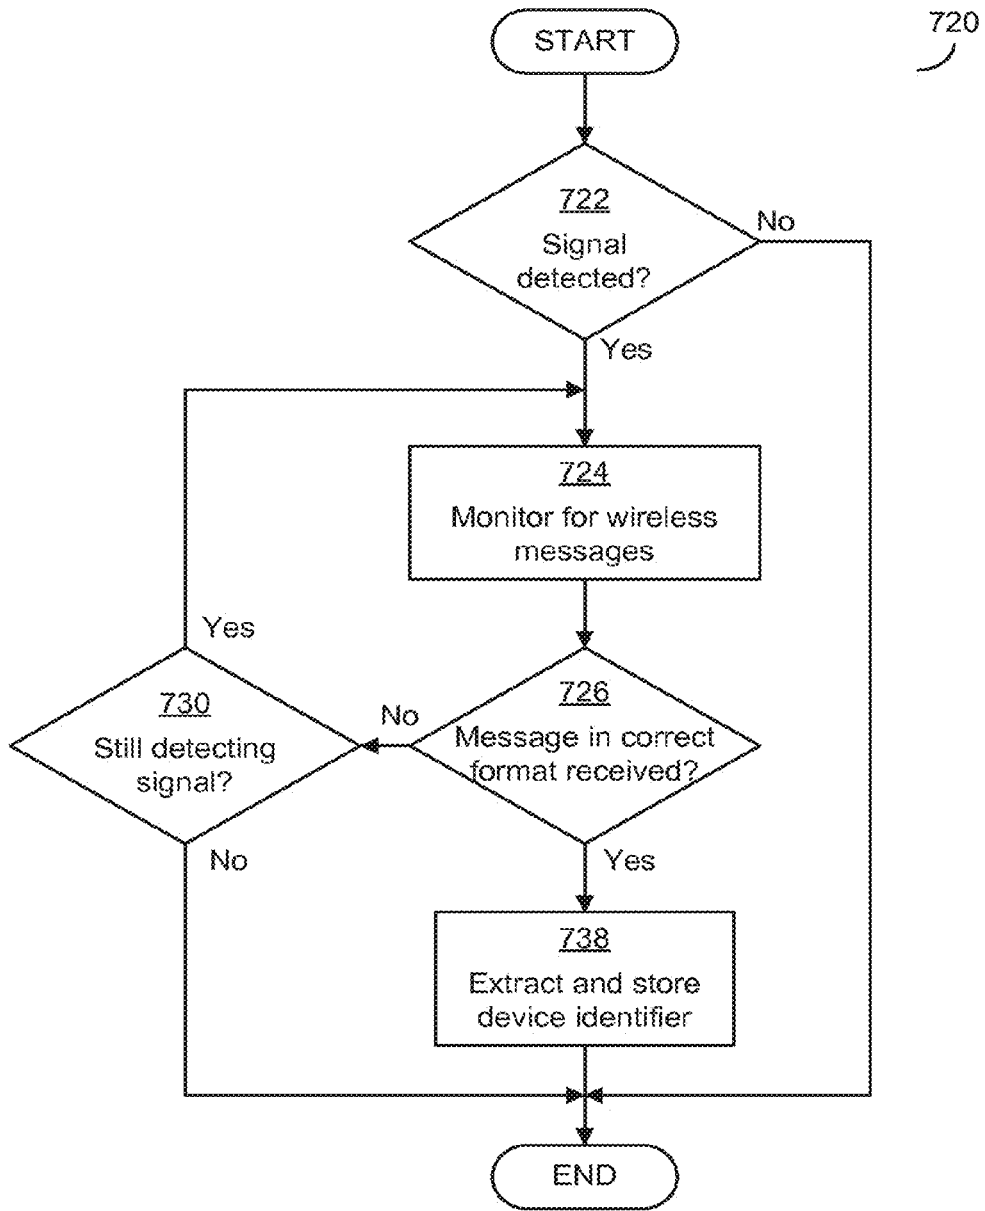 720
START
722
Signal
detected?
No
Yes
724
Monitor for wireless
messages
Yes
730
Still detecting
signal?
No
726
Message in correct
format received?
No
Yes
738
Extract and store
device identifier
END